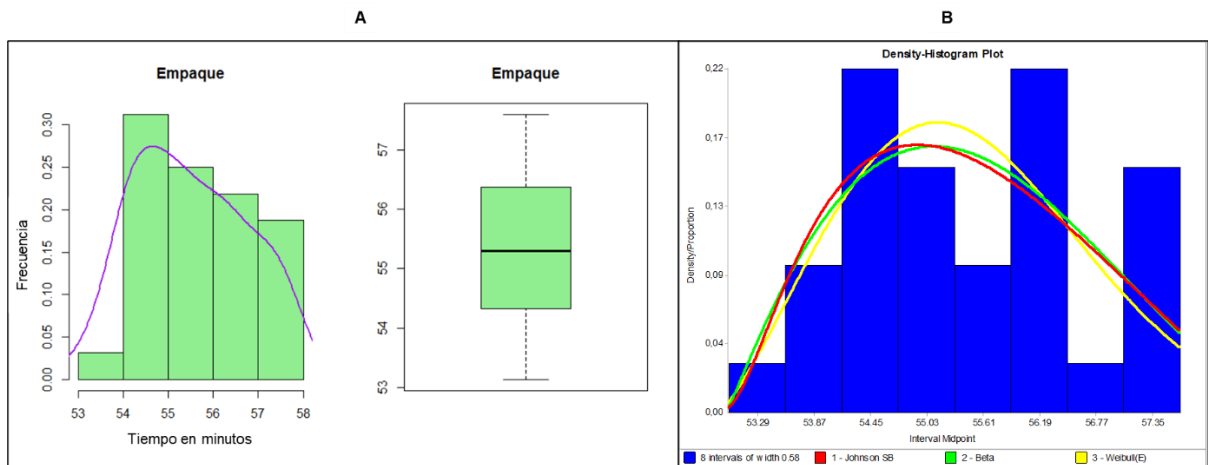 A
B
Empaque
Frecuencia
0.00 0.05 0.10 0.15 0.20 0.25 0.30
53 54 55 56 57 58
Tiempo en minutos
Empaque
53 54 55 56 57
Density-Histogram Plot
Density/Proportion
0,22
0,17
0,13
0,09
0,04
0,00
53.29 53.87 54.45 55.03 55.61 56.19 56.77 57.35
Interval Midpoint
8 intervals of width 0.58 1 - Johnson SB 2 - Beta 3 - Weibull(E)